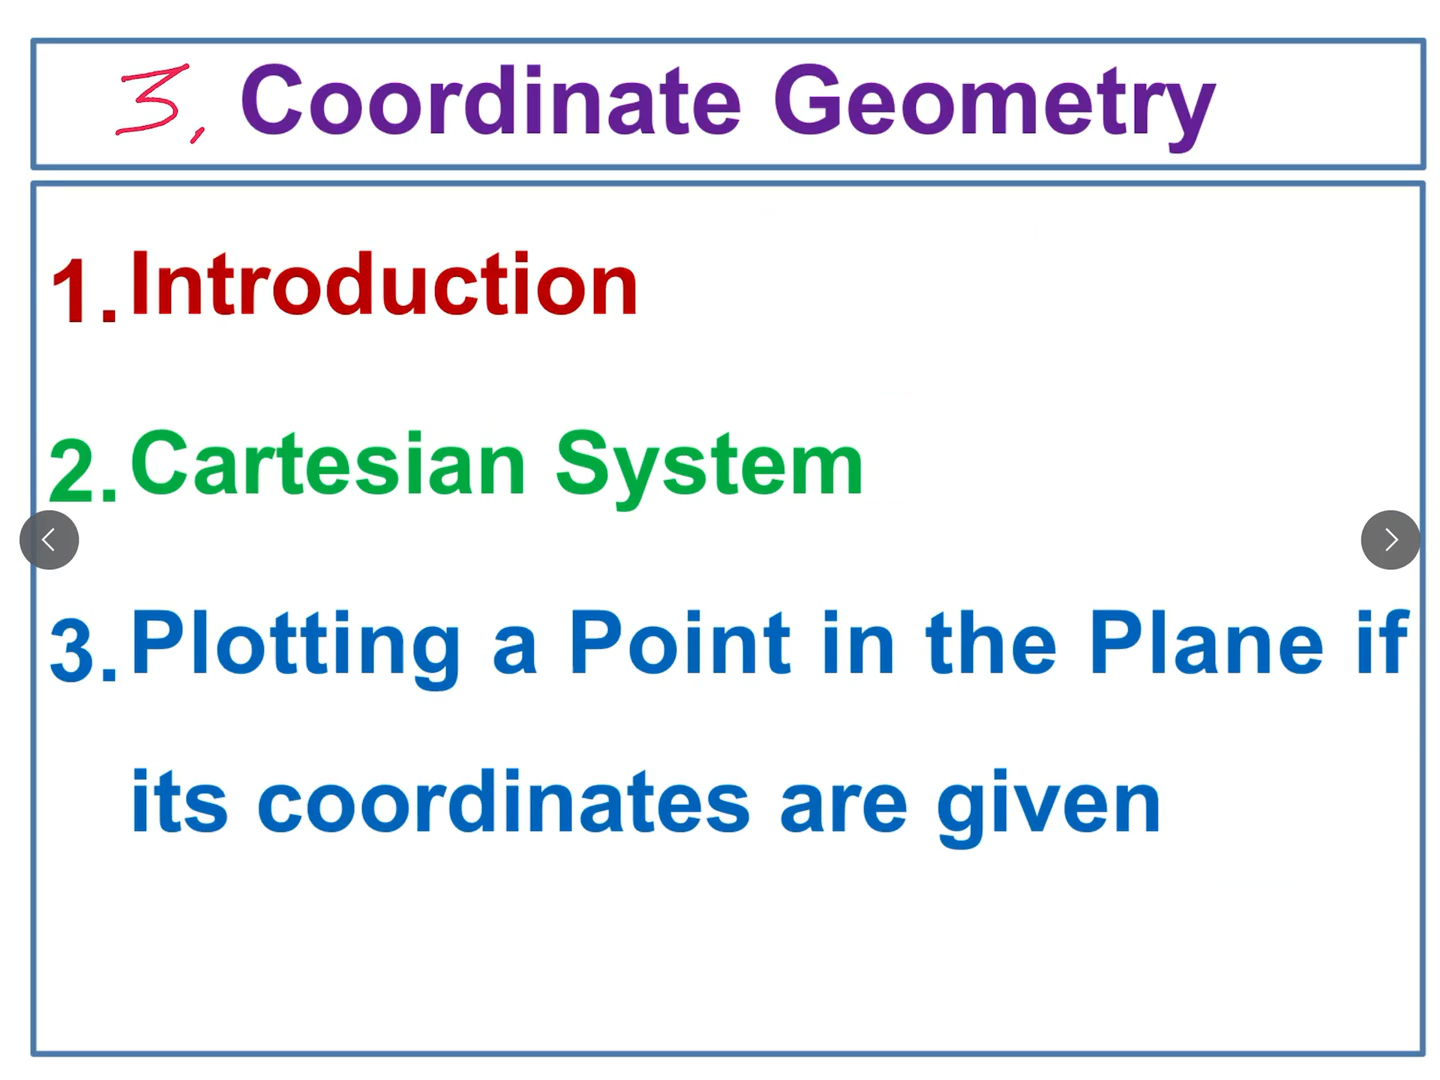 3, Coordinate Geometry
1. Introduction
2. Cartesian System
3. Plotting a Point in the Plane if
its coordinates are given